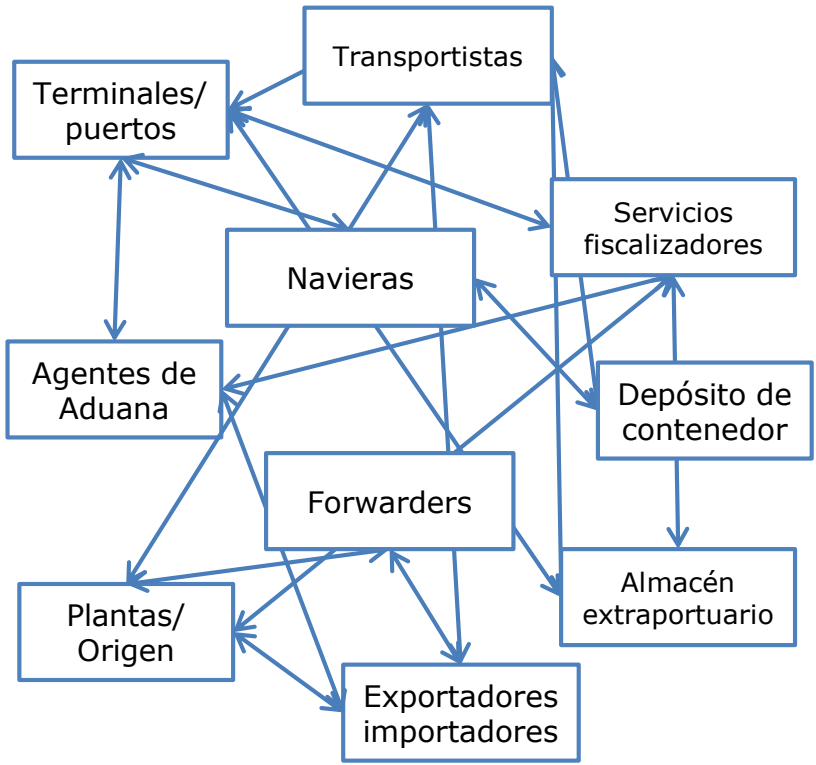 Transportistas
Terminales/
puertos
Servicios
fiscalizadores
Navieras
Agentes de
Aduana
Depósito de
contenedor
Forwarders
Almacén
extraportuario
Plantas/
Origen
Exportadores
importadores